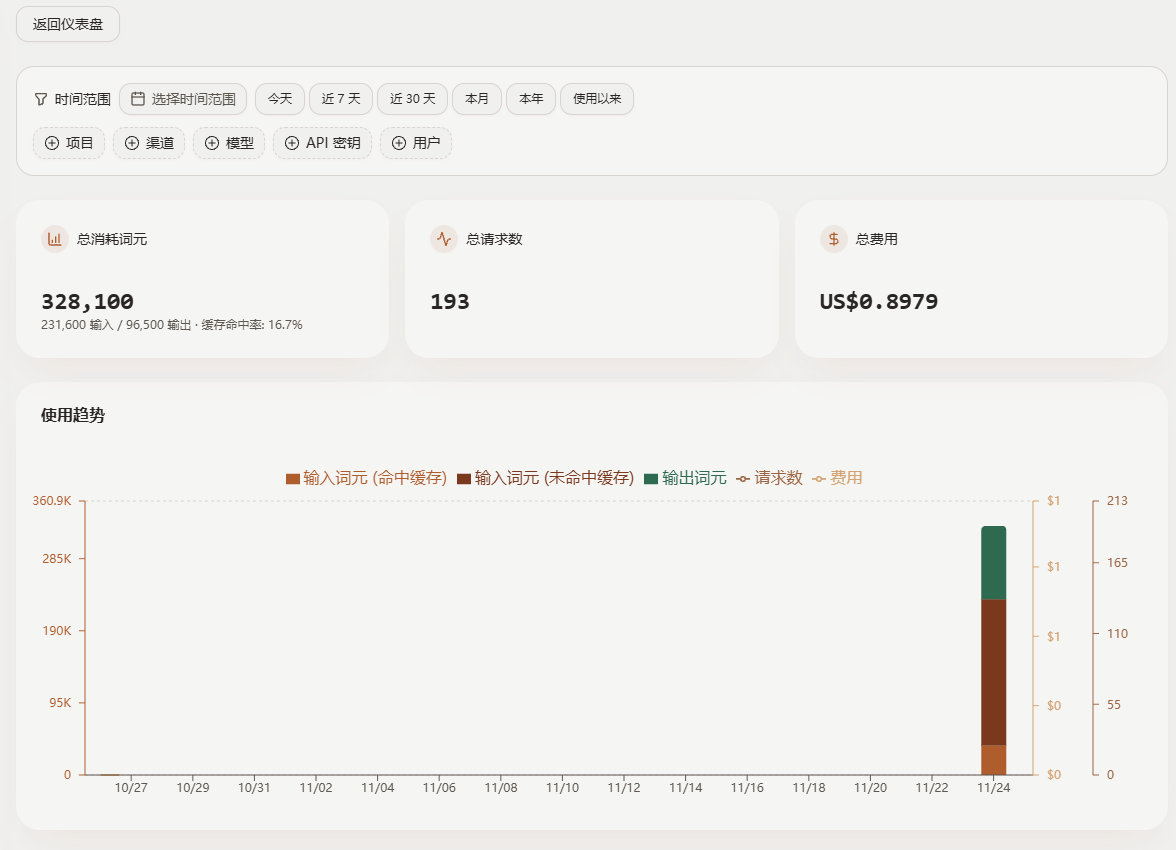 返回仪表盘
时间范围 选择时间范围 今天 近 7 天 近 30 天 本月 本年 使用以来
项目 渠道 模型 API 密钥 用户
总消耗词元
328,100
231,600 输入 / 96,500 输出 · 缓存命中率: 16.7%
总请求数
193
总费用
US$0.8979
使用趋势
输入词元 (命中缓存) 输入词元 (未命中缓存) 输出词元 请求数 费用
360.9K $1 213
285K $1 165
190K $1 110
95K $0 55
0 $0 0
10/27 10/29 10/31 11/02 11/04 11/06 11/08 11/10 11/12 11/14 11/16 11/18 11/20 11/22 11/24